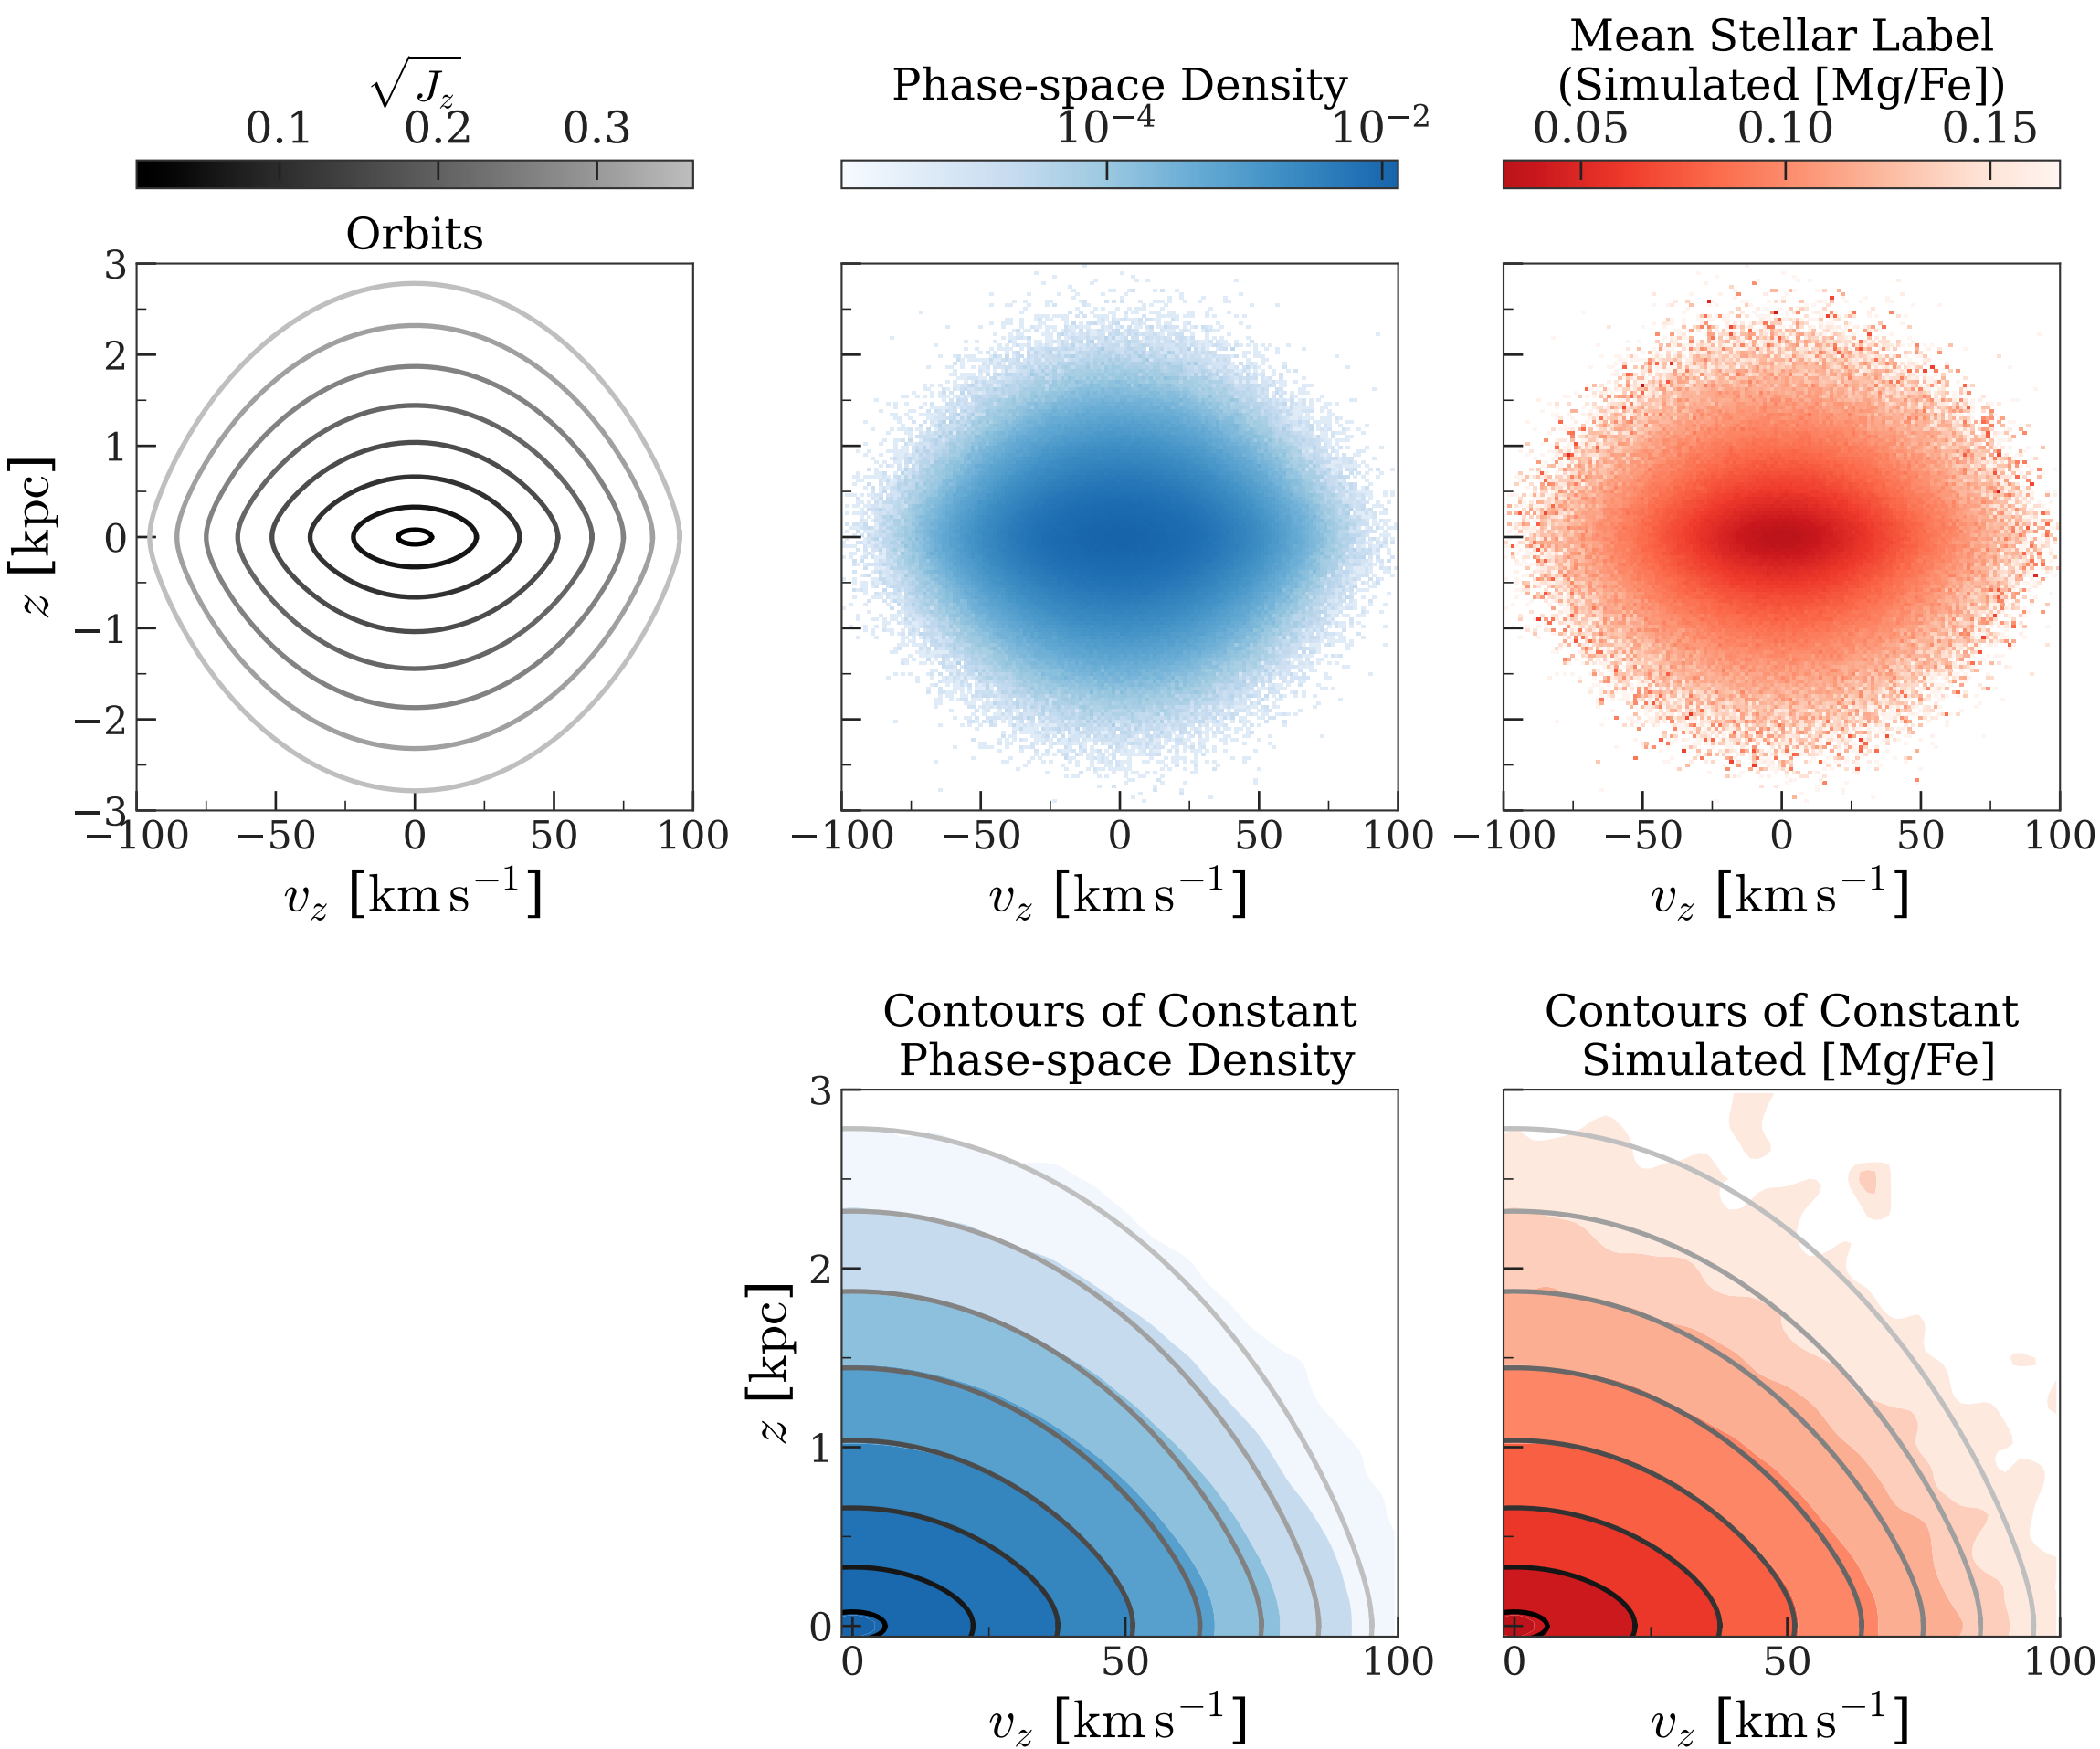 √J_z
0.1 0.2 0.3
Orbits
3
2
1
0
−1
−2
−3
z [kpc]
−100 −50 0 50 100
v_z [km s⁻¹]
Phase-space Density
10⁻⁴ 10⁻²
−100 −50 0 50 100
v_z [km s⁻¹]
Mean Stellar Label
(Simulated [Mg/Fe])
0.05 0.10 0.15
−100 −50 0 50 100
v_z [km s⁻¹]
Contours of Constant
Phase-space Density
3
2
1
0
z [kpc]
0 50 100
v_z [km s⁻¹]
Contours of Constant
Simulated [Mg/Fe]
0 50 100
v_z [km s⁻¹]